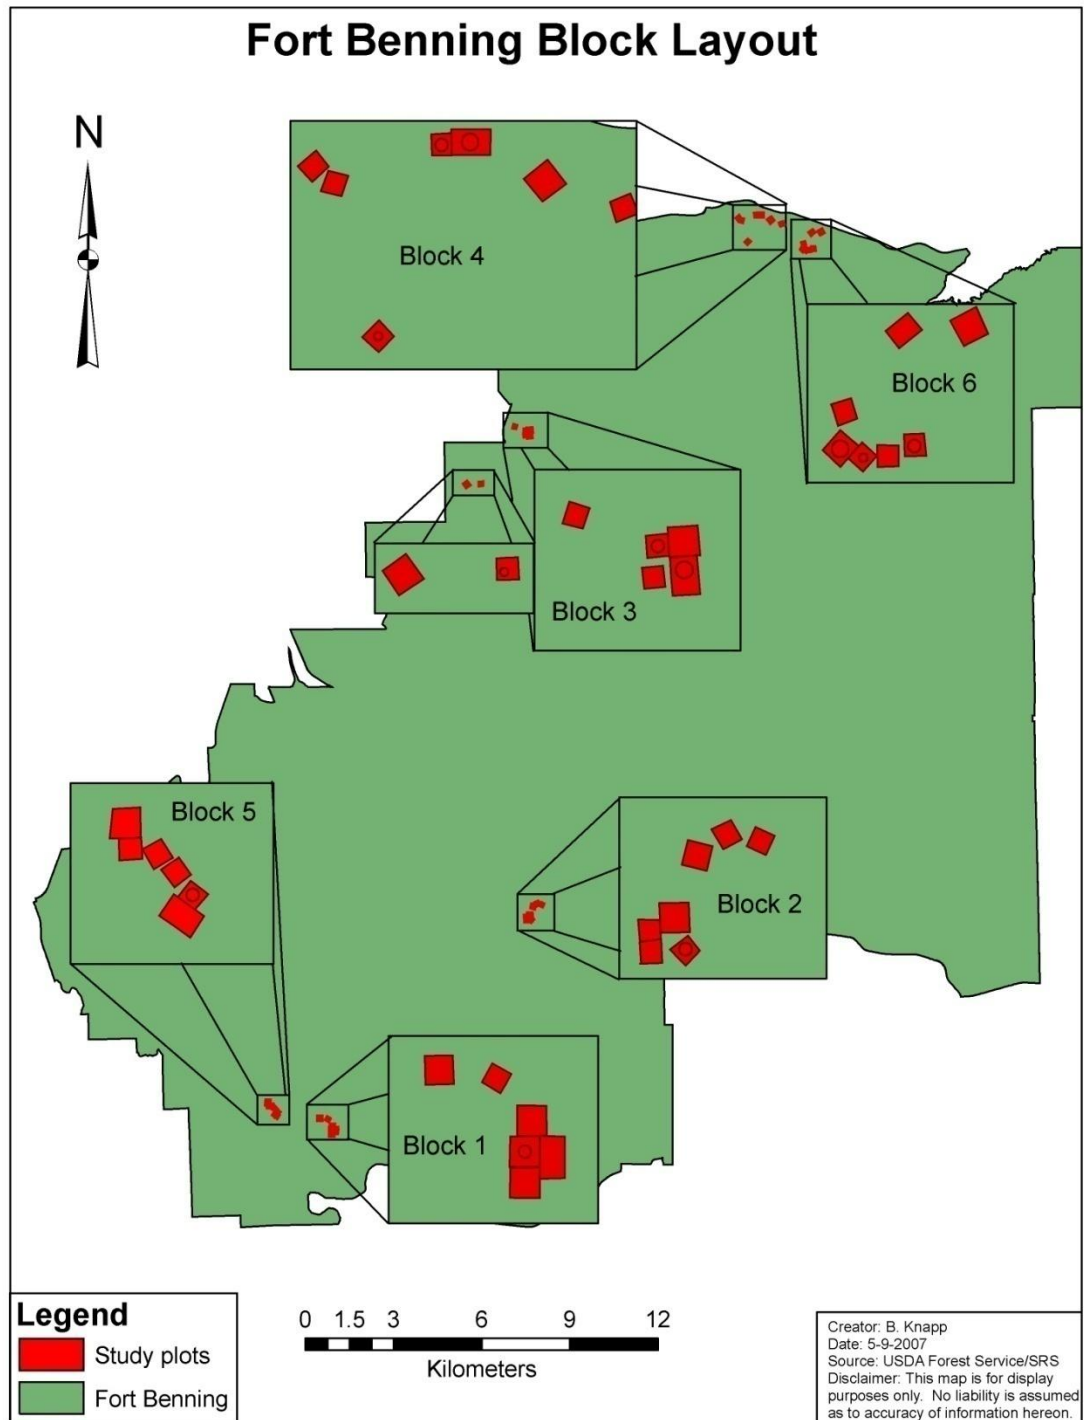 Fort Benning Block Layout
N
Block 4
Block 6
Block 3
Block 5
Block 2
Block 1
Legend
Study plots
Fort Benning
0 1.5 3 6 9 12
Kilometers
Creator: B. Knapp
Date: 5-9-2007
Source: USDA Forest Service/SRS
Disclaimer: This map is for display
purposes only. No liability is assumed
as to accuracy of information hereon.